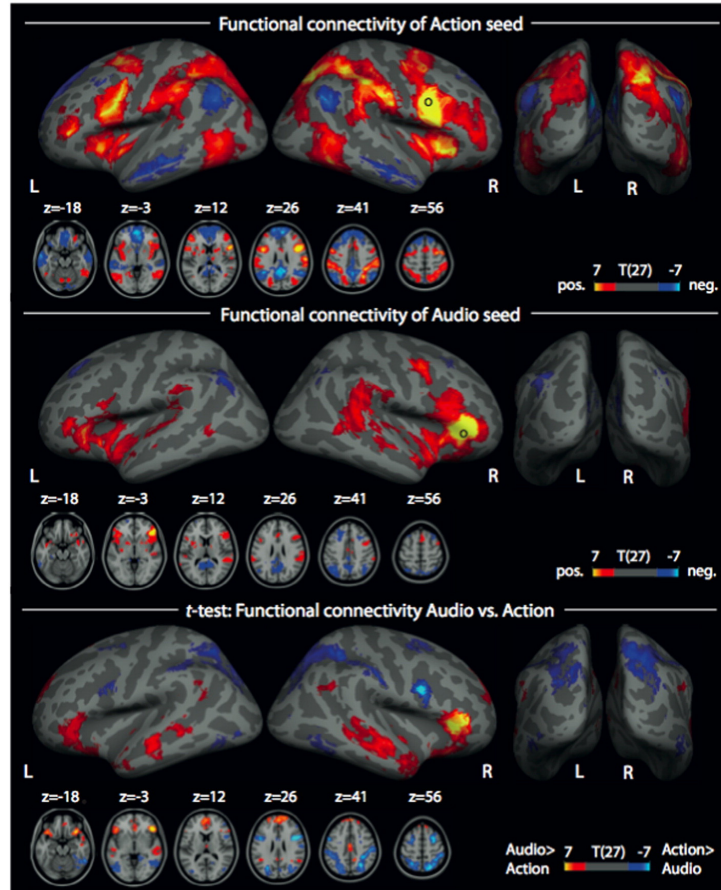 Functional connectivity of Action seed
L R L R
z=-18 z=-3 z=12 z=26 z=41 z=56
7 T(27) -7
pos. neg.
Functional connectivity of Audio seed
L R L R
z=-18 z=-3 z=12 z=26 z=41 z=56
7 T(27) -7
pos. neg.
t-test: Functional connectivity Audio vs. Action
L R L R
z=-18 z=-3 z=12 z=26 z=41 z=56
Audio> 7 T(27) -7 Action>
Action Audio